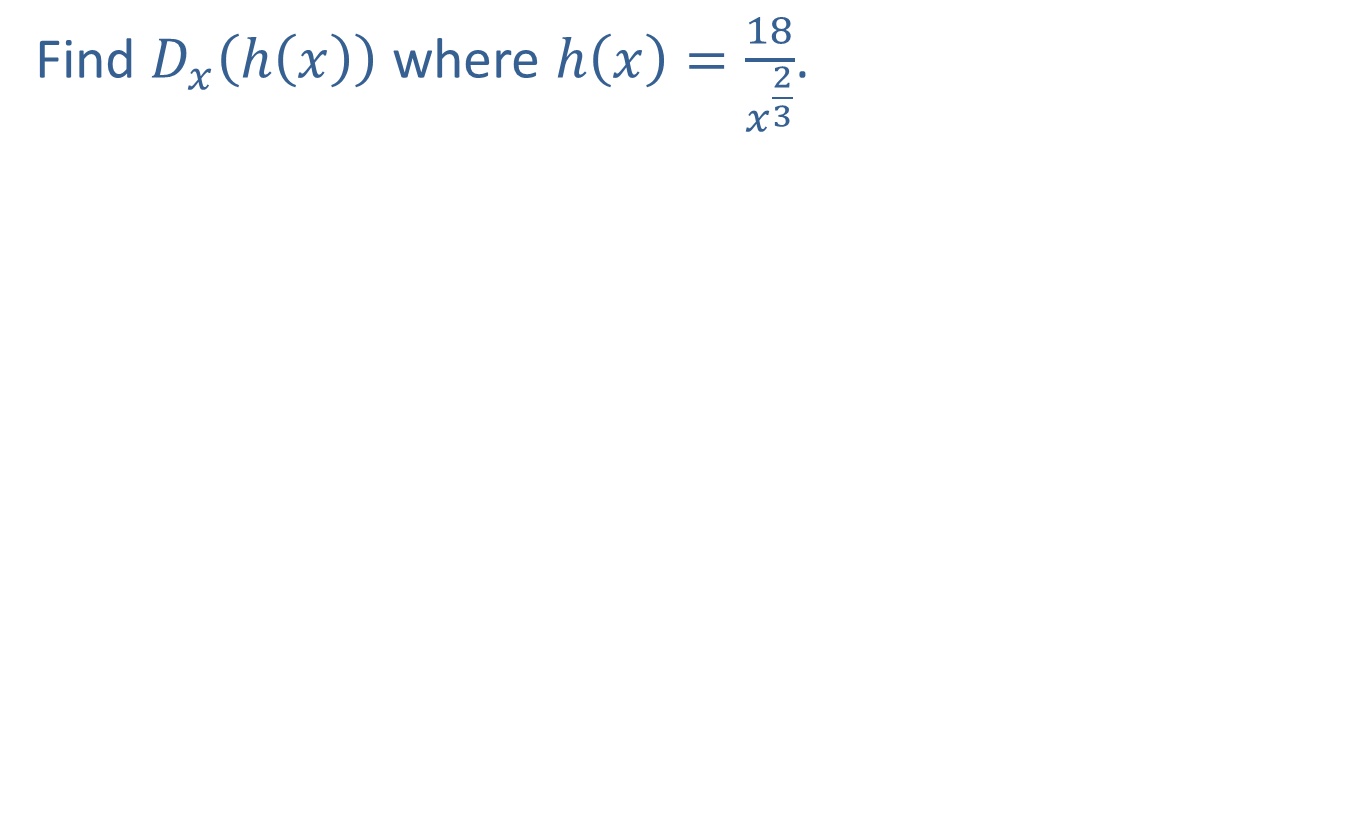 Find $D_x(h(x))$ where $h(x) = \frac{18}{x^{\frac{2}{3}}}$.